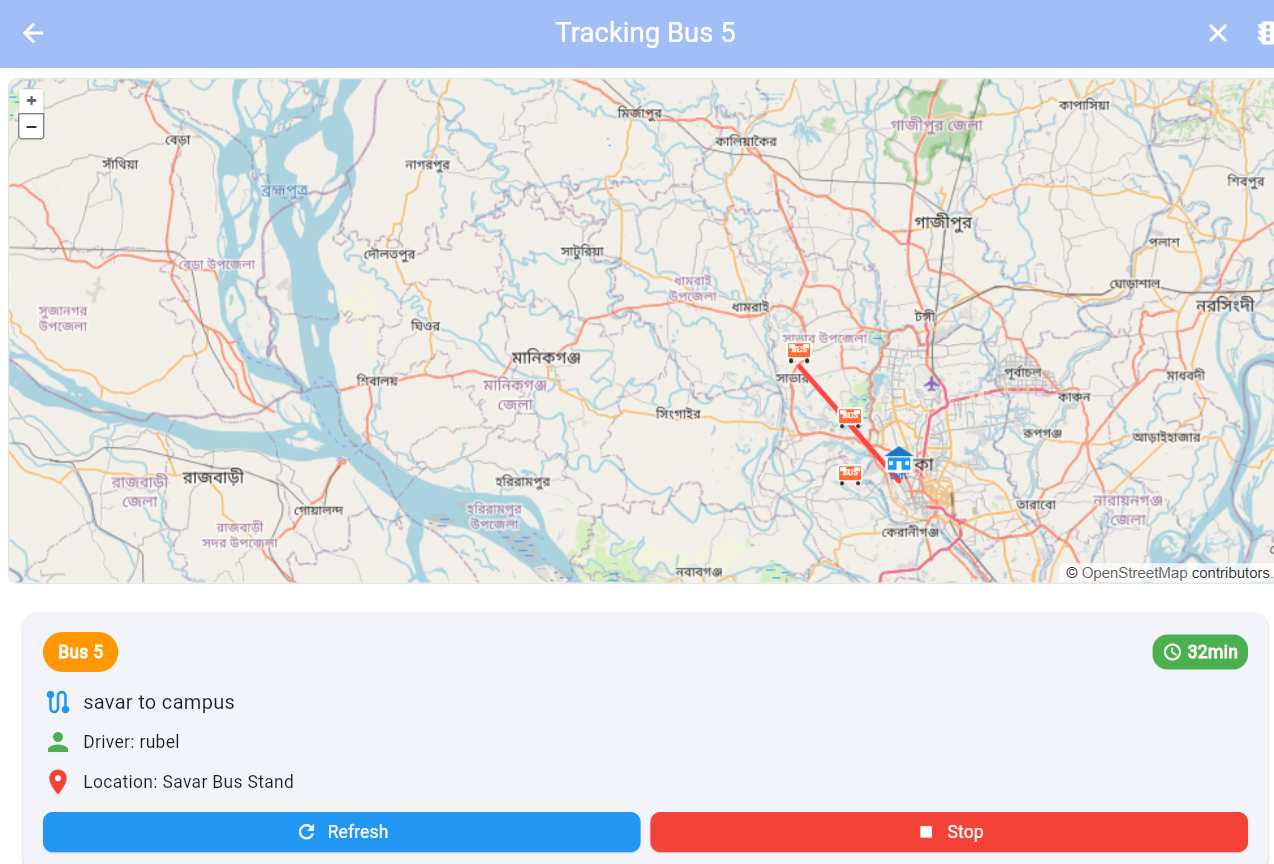 Tracking Bus 5
+
−
কাপাসিয়া
মির্জাপুর
গাজীপুর জেলা
বেড়া
কালিয়াকৈর
সাঁথিয়া
নাগরপুর
শিবপুর
ব্রহ্মপুত্র
গাজীপুর
দৌলতপুর
সাটুরিয়া
পলাশ
বেড়া উপজেলা
ধামরাই
উপজেলা
ঘোড়াশাল
ধামরাই
নরসিংদী
সুজানগর
উপজেলা
টঙ্গী
ঘিওর
সাভার উপজেলা
BUS
মানিকগঞ্জ
শিবালয়
সাভার
পূর্বাচল
মাধবদী
মানিকগঞ্জ
জেলা
কাঞ্চন
সিংগাইর
BUS
রূপগঞ্জ
আড়াইহাজার
কা
BUS
রাজবাড়ী
রাজবাড়ী
জেলা
হরিরামপুর
নারায়ণগঞ্জ
জেলা
তারাবো
গোয়ালন্দ
হরিরামপুর
উপজেলা
রাজবাড়ী
সদর উপজেলা
কেরানীগঞ্জ
নবাবগঞ্জ
© OpenStreetMap contributors.
Bus 5
32min
savar to campus
Driver: rubel
Location: Savar Bus Stand
Refresh
Stop